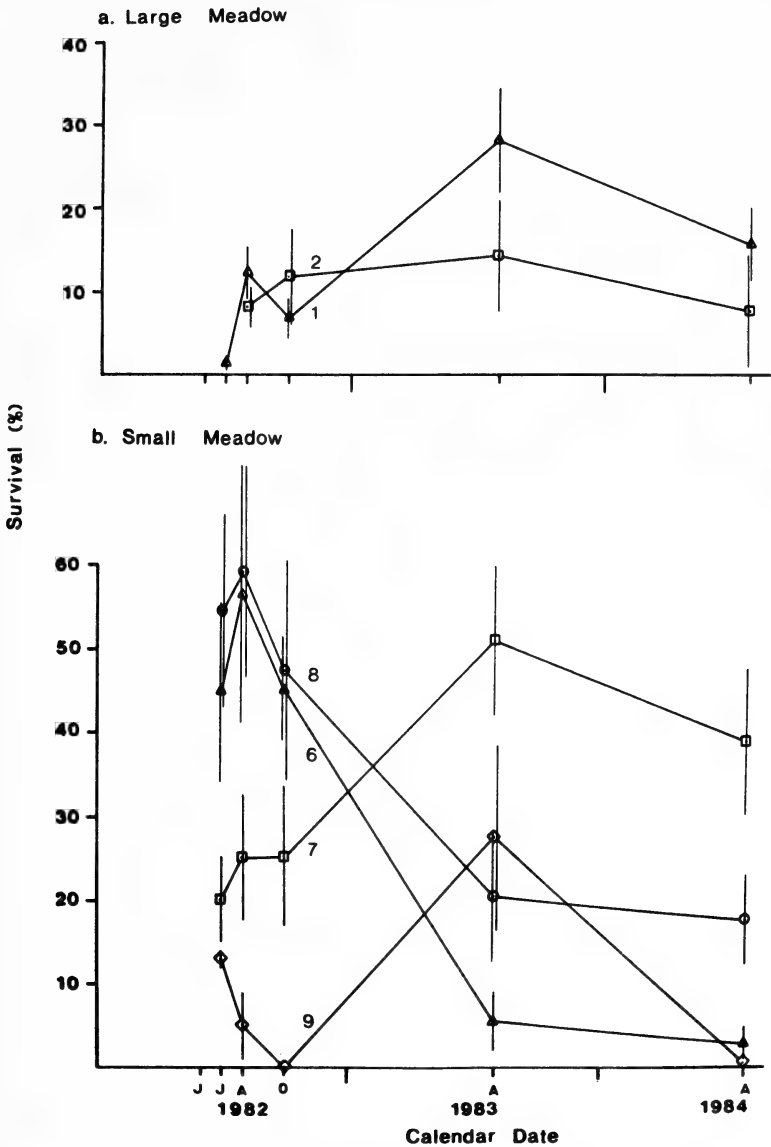 a. Large Meadow
40
30
20
10
2
1
Survival (%)
b. Small Meadow
60
50
40
30
20
10
8
6
7
9
J J A O A A
1982 1983 1984
Calendar Date